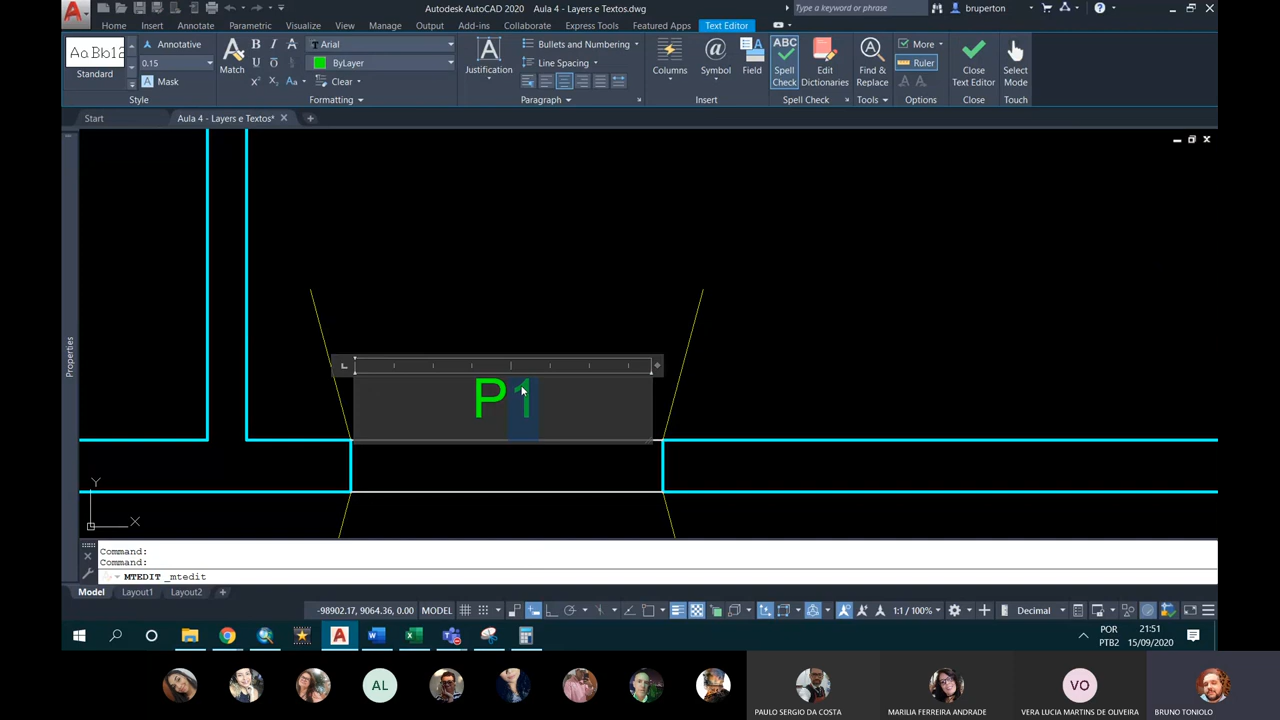 Autodesk AutoCAD 2020 Aula 4 - Layers e Textos.dwg
Type a keyword or phrase
bruperton
Home Insert Annotate Parametric Visualize View Manage Output Add-ins Collaborate Express Tools Featured Apps Text Editor
Aa.Bb12
Standard
Annotative
0.15
Mask
Style
A
Match
B I A
U O
Arial
ByLayer
Clear
Formatting
A
Justification
Bullets and Numbering
Line Spacing
Paragraph
Columns
@
Symbol
Field
Insert
ABC
Spell
Check
Edit
Dictionaries
Spell Check
Find &
Replace
Tools
More
Ruler
Options
Close
Text Editor
Close
Select
Mode
Touch
Start
Aula 4 - Layers e Textos*
Properties
P1
Y
X
Command:
Command:
MTEDIT _mtedit
Model Layout1 Layout2
-98902.17, 9064.36, 0.00 MODEL
1:1 / 100%
Decimal
POR
PTB2
21:51
15/09/2020
AL
VO
PAULO SERGIO DA COSTA
MARILIA FERREIRA ANDRADE
VERA LUCIA MARTINS DE OLIVEIRA
BRUNO TONIOLO